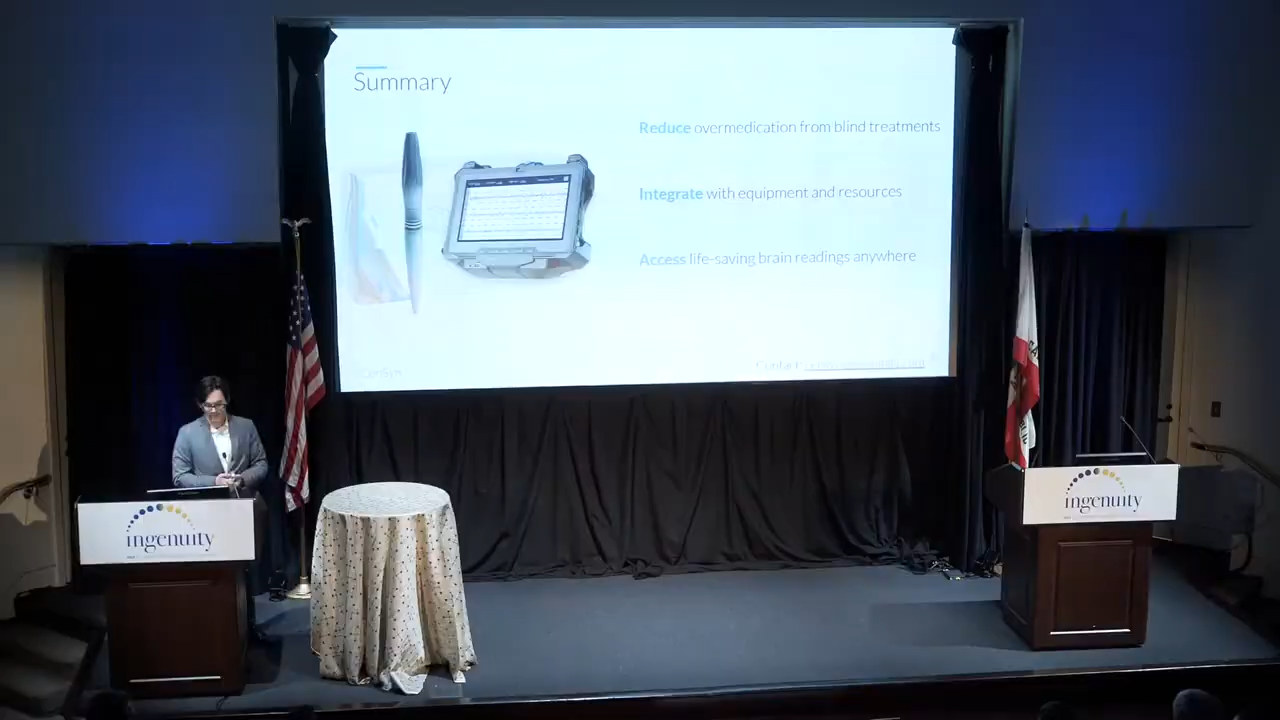 Summary
Reduce overmedication from blind treatments
Integrate with equipment and resources
Access life-saving brain readings anywhere
Contact:
ingenuity
ingenuity